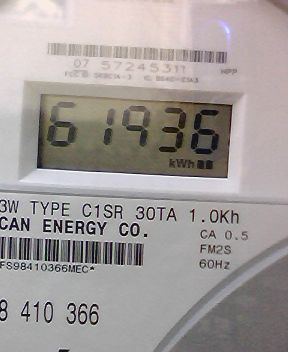 07 57245311
61936
kWh
3W TYPE C1SR 30TA 1.0Kh
CAN ENERGY CO.
CA 0.5
FM2S
60Hz
FS98410366MEC*
8 410 366